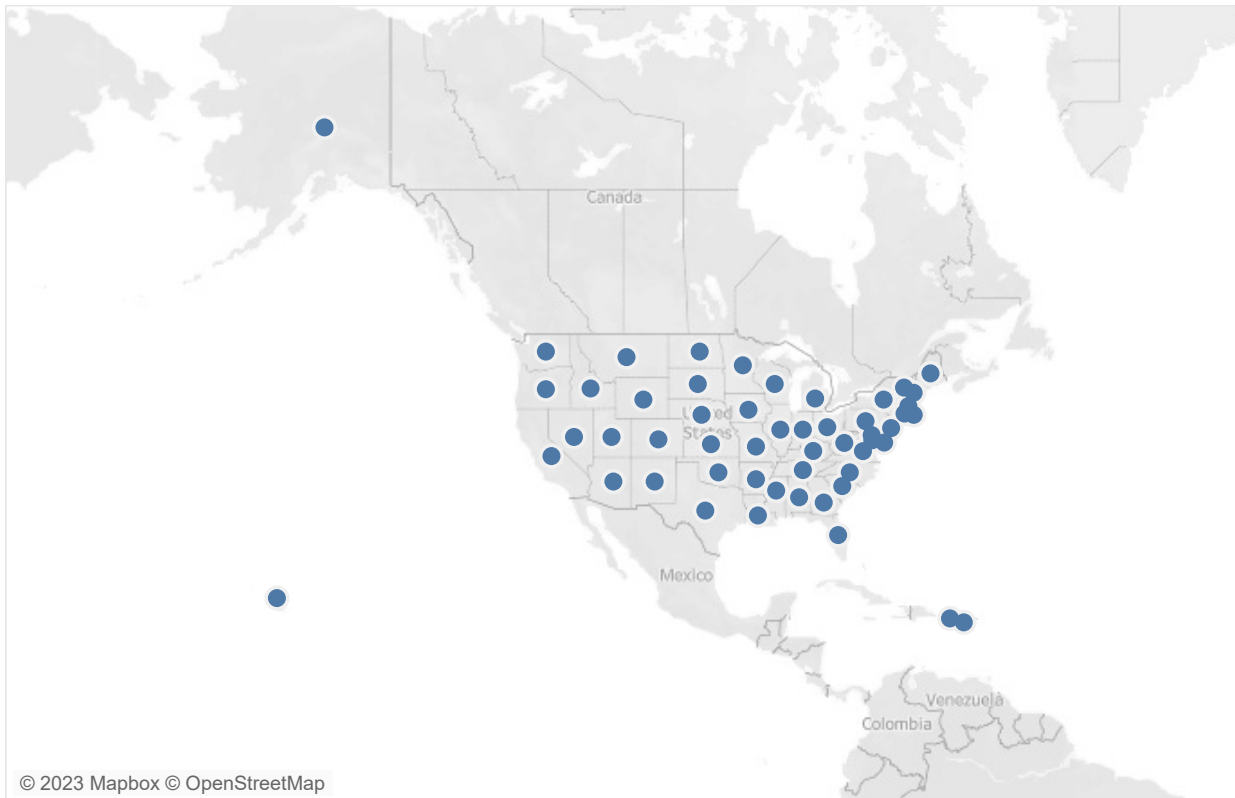 Canada
United
States
Mexico
Venezuela
Colombia
© 2023 Mapbox © OpenStreetMap